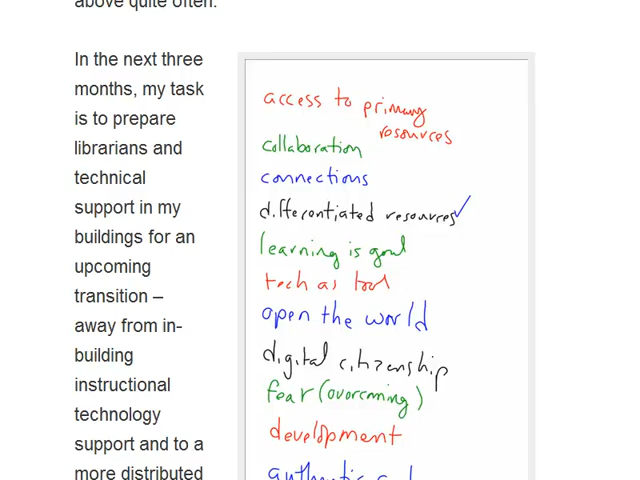 above quite often.
In the next three
months, my task
is to prepare
librarians and
technical
support in my
buildings for an
upcoming
transition –
away from in-
building
instructional
technology
support and to a
more distributed
access to primary
resources
collaboration
connections
differentiated resources✓
learning is goal
tech as tool
open the world
digital citizenship
fear (overcoming)
development
authentic